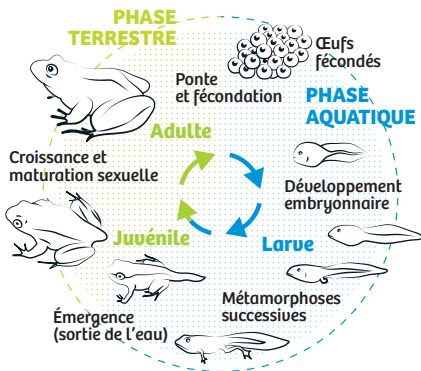 PHASE
TERRESTRE
Œufs
fécondés
Ponte
et fécondation
PHASE
AQUATIQUE
Adulte
Croissance et
maturation sexuelle
Développement
embryonnaire
Juvénile
Larve
Métamorphoses
successives
Émergence
(sortie de l'eau)